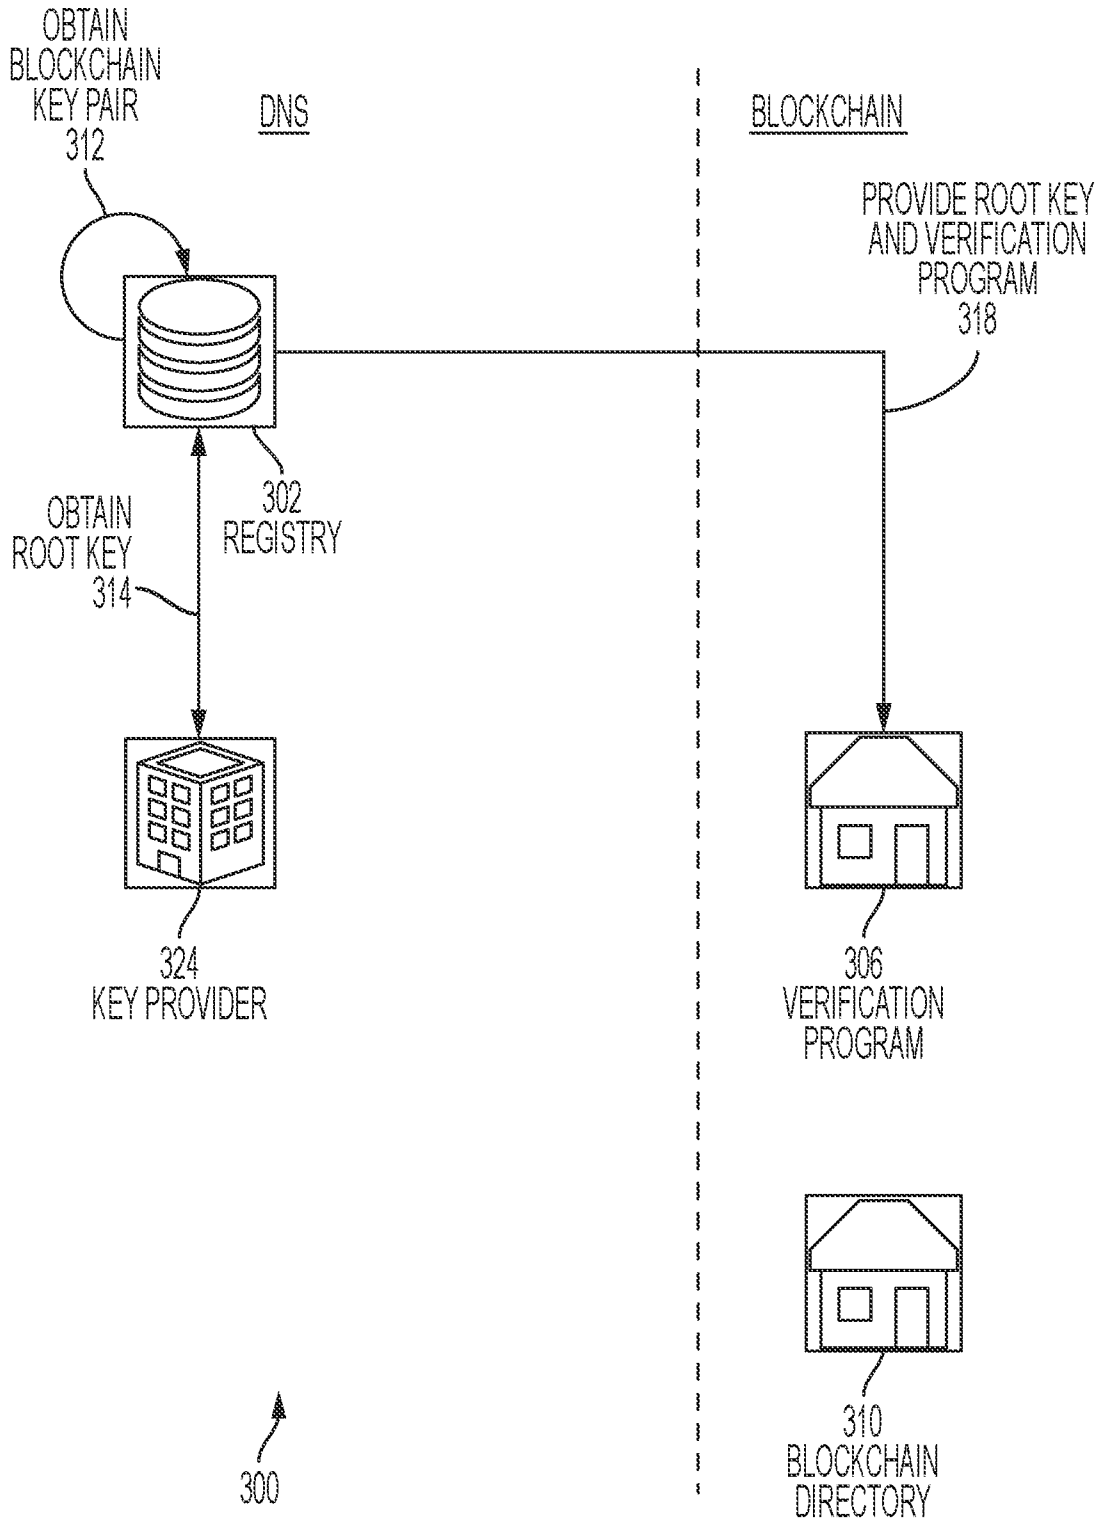 OBTAIN
BLOCKCHAIN
KEY PAIR
312
DNS
BLOCKCHAIN
PROVIDE ROOT KEY
AND VERIFICATION
PROGRAM
318
302
REGISTRY
OBTAIN
ROOT KEY
314
324
KEY PROVIDER
306
VERIFICATION
PROGRAM
310
BLOCKCHAIN
DIRECTORY
300